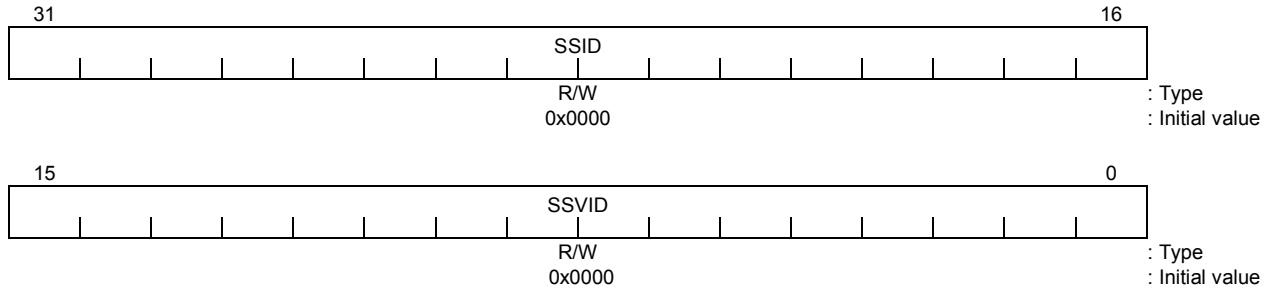 31 16
SSID
R/W : Type
0x0000 : Initial value
15 0
SSVID
R/W : Type
0x0000 : Initial value